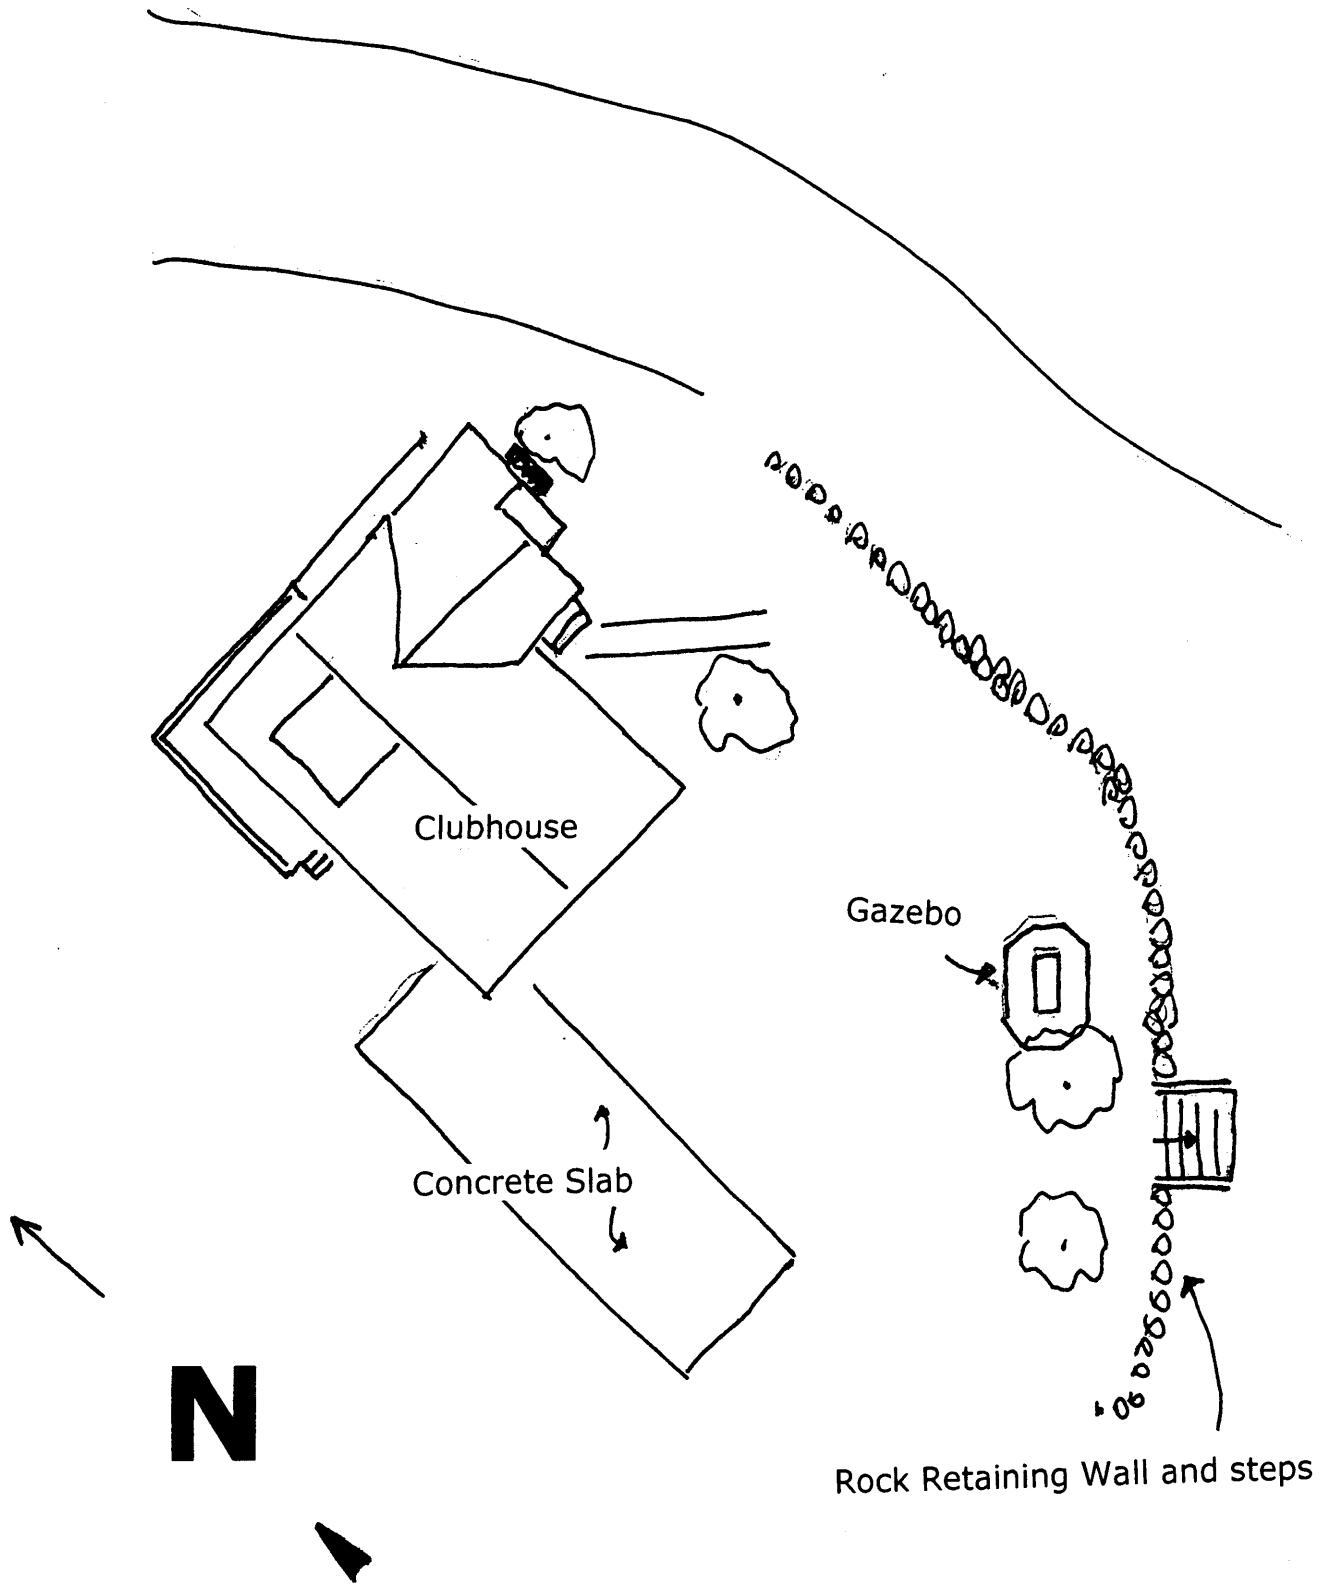 Clubhouse
Gazebo
Concrete Slab
N
Rock Retaining Wall and steps